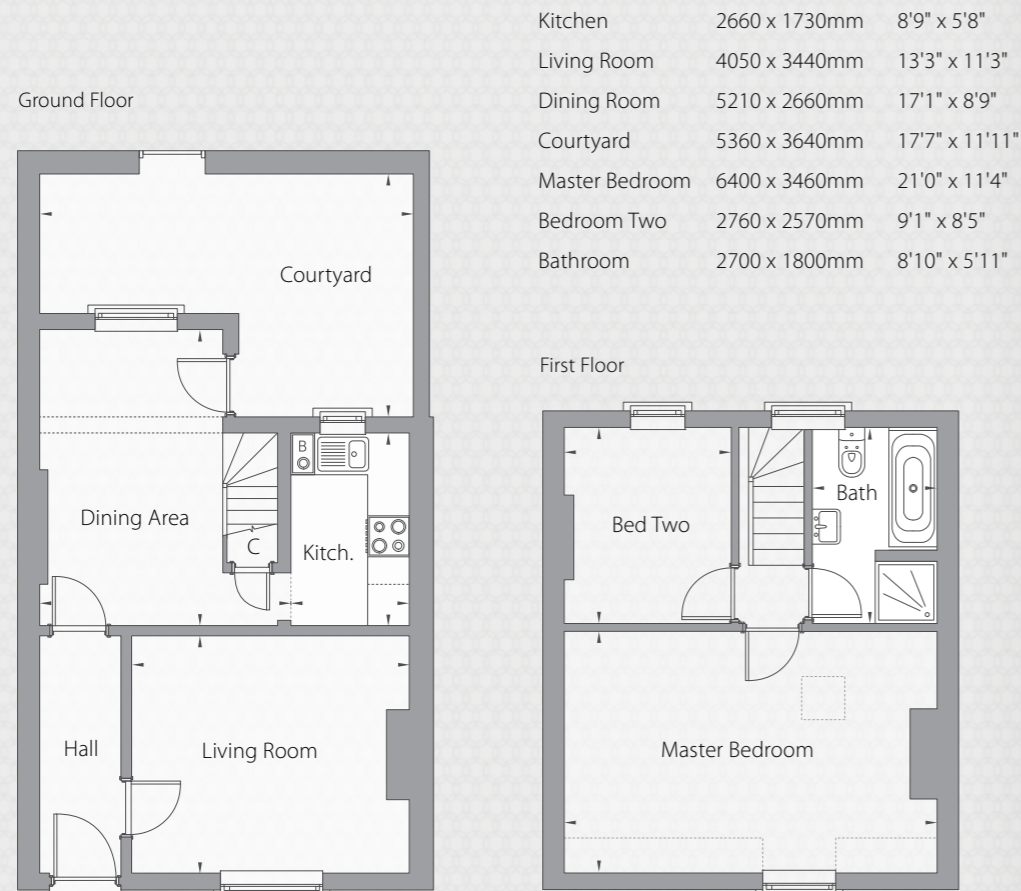 Kitchen 2660 x 1730mm 8'9" x 5'8"
Living Room 4050 x 3440mm 13'3" x 11'3"
Dining Room 5210 x 2660mm 17'1" x 8'9"
Courtyard 5360 x 3640mm 17'7" x 11'11"
Master Bedroom 6400 x 3460mm 21'0" x 11'4"
Bedroom Two 2760 x 2570mm 9'1" x 8'5"
Bathroom 2700 x 1800mm 8'10" x 5'11"
Ground Floor
Courtyard
B
Dining Area
C
Kitch.
Hall
Living Room
First Floor
Bed Two
Bath
Master Bedroom